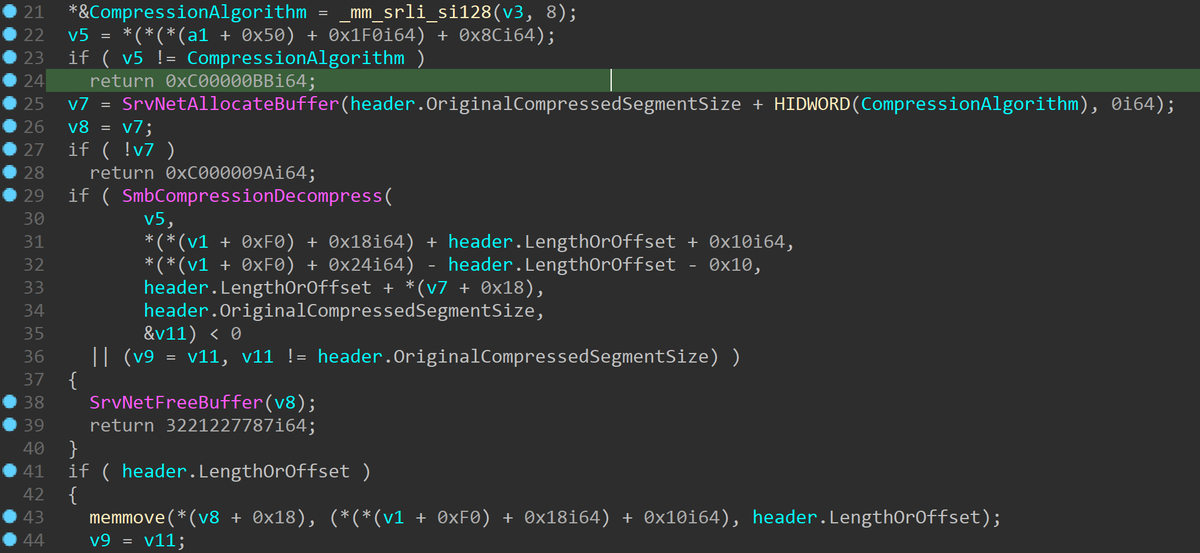 21 *&CompressionAlgorithm = _mm_srli_si128(v3, 8);
22 v5 = *(*(*(a1 + 0x50) + 0x1F0i64) + 0x8Ci64);
23 if ( v5 != CompressionAlgorithm )
24 return 0xC00000BBi64;
25 v7 = SrvNetAllocateBuffer(header.OriginalCompressedSegmentSize + HIDWORD(CompressionAlgorithm), 0i64);
26 v8 = v7;
27 if ( !v7 )
28 return 0xC000009Ai64;
29 if ( SmbCompressionDecompress(
30 v5,
31 *(*(v1 + 0xF0) + 0x18i64) + header.LengthOrOffset + 0x10i64,
32 *(*(v1 + 0xF0) + 0x24i64) - header.LengthOrOffset - 0x10,
33 header.LengthOrOffset + *(v7 + 0x18),
34 header.OriginalCompressedSegmentSize,
35 &v11) < 0
36 || (v9 = v11, v11 != header.OriginalCompressedSegmentSize) )
37 {
38 SrvNetFreeBuffer(v8);
39 return 3221227787i64;
40 }
41 if ( header.LengthOrOffset )
42 {
43 memmove(*(v8 + 0x18), (*(*(v1 + 0xF0) + 0x18i64) + 0x10i64), header.LengthOrOffset);
44 v9 = v11;